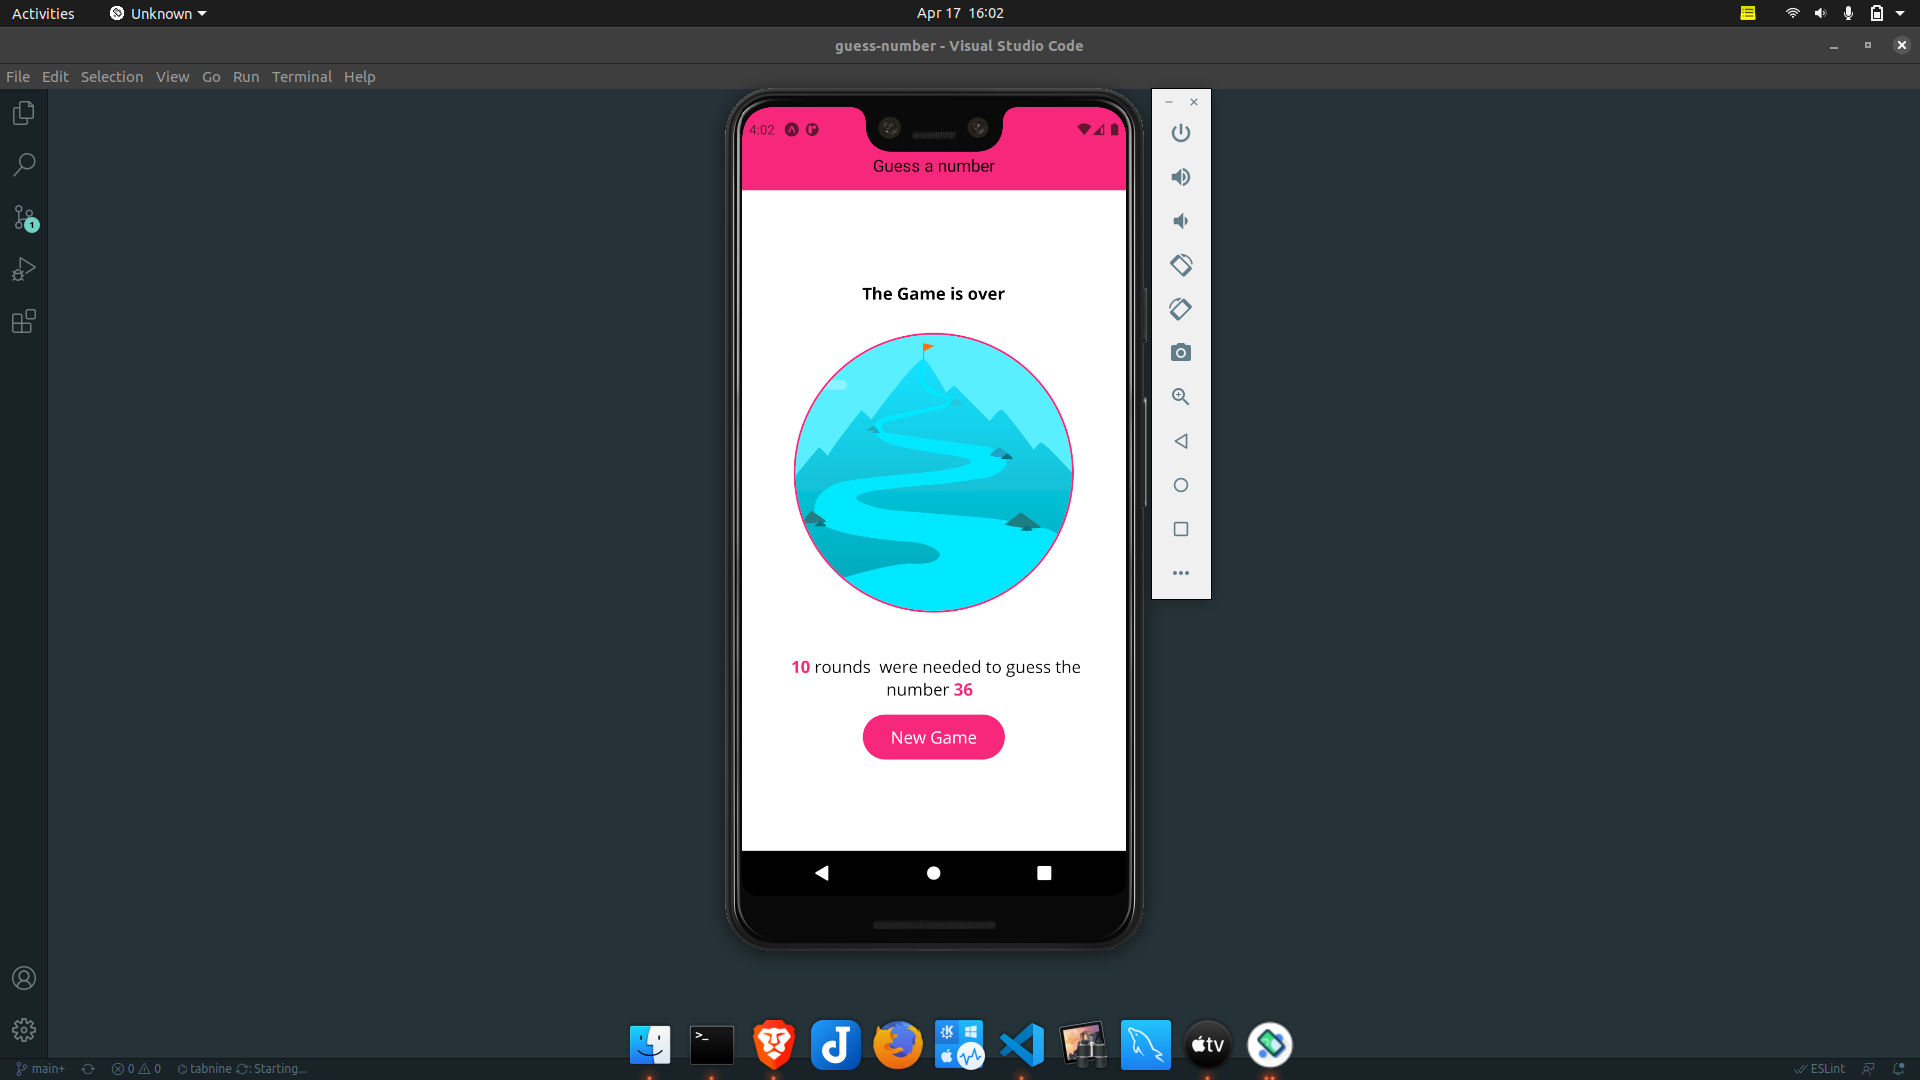 Activities
Unknown
Apr 17 16:02
guess-number - Visual Studio Code
File Edit Selection View Go Run Terminal Help
1
4:02
Guess a number
The Game is over
10 rounds  were needed to guess the
number 36
New Game
>_
J
tv
main+
0
0
tabnine
: Starting...
ESLint